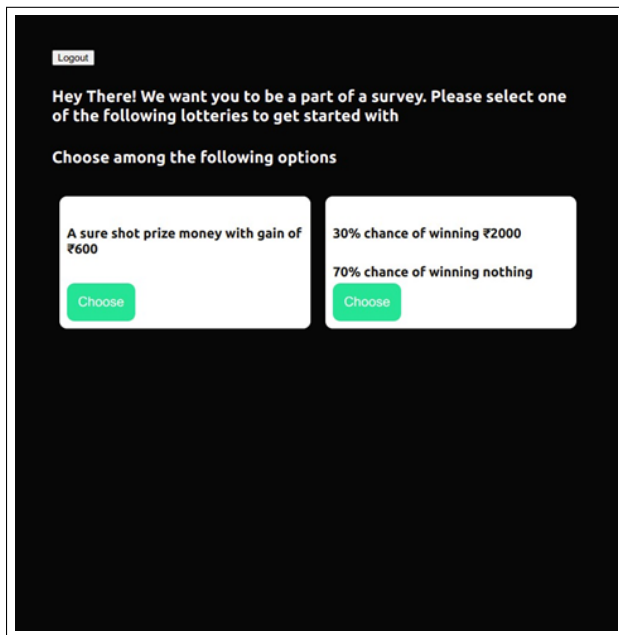 Logout
Hey There! We want you to be a part of a survey. Please select one
of the following lotteries to get started with
Choose among the following options
A sure shot prize money with gain of
₹600
Choose
30% chance of winning ₹2000
70% chance of winning nothing
Choose